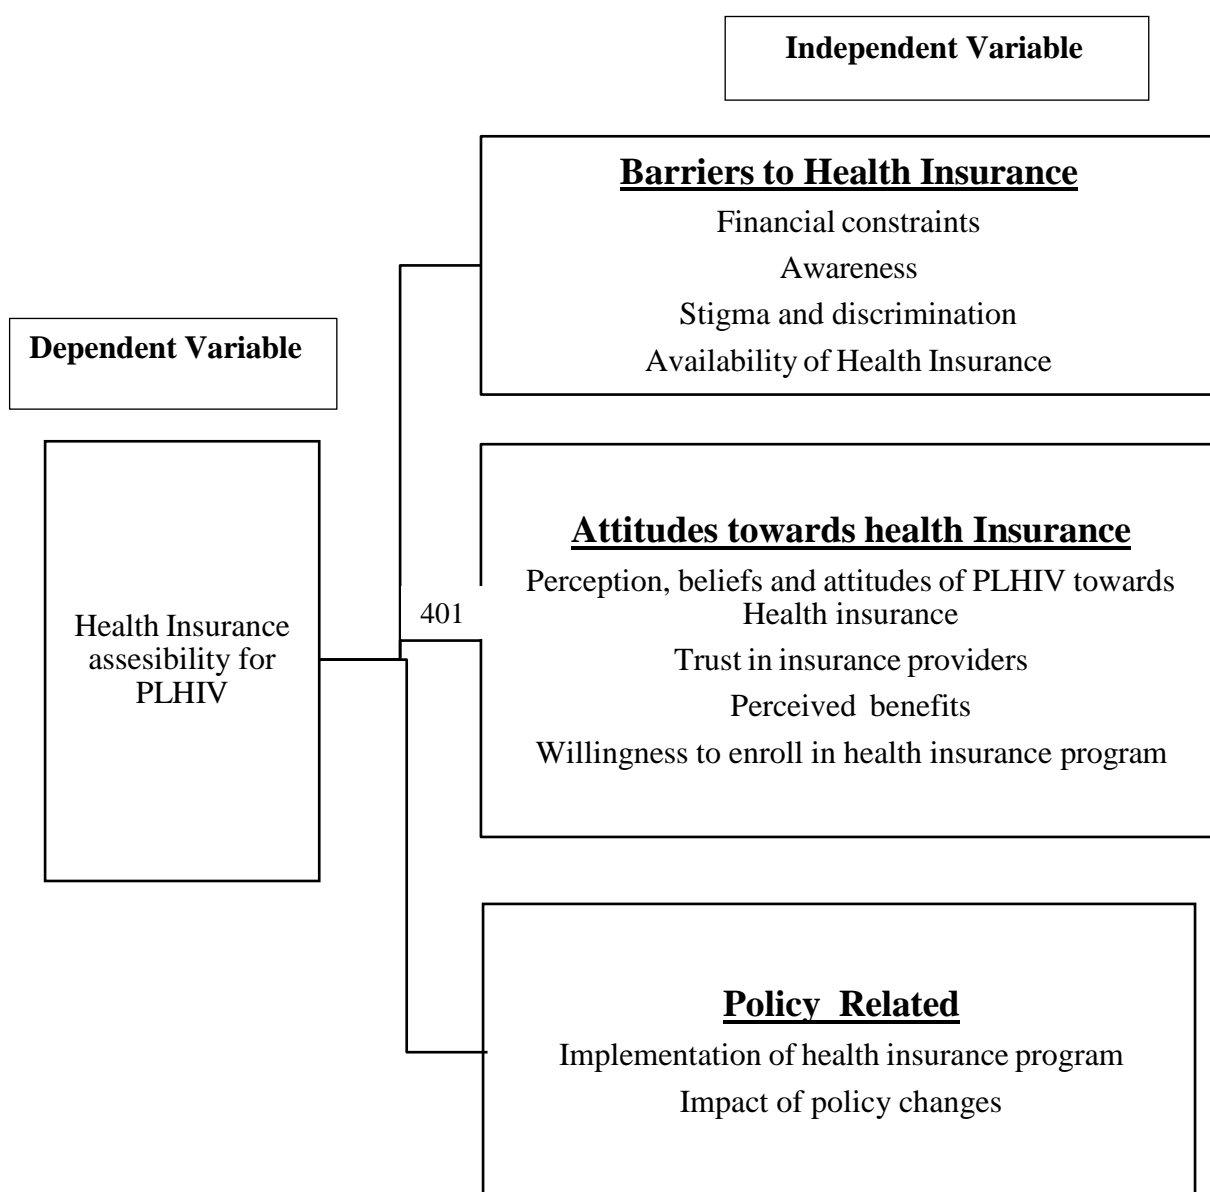 Independent Variable
Barriers to Health Insurance
Financial constraints
Awareness
Stigma and discrimination
Availability of Health Insurance
Dependent Variable
Health Insurance
assesibility for
PLHIV
401
Attitudes towards health Insurance
Perception, beliefs and attitudes of PLHIV towards
Health insurance
Trust in insurance providers
Perceived benefits
Willingness to enroll in health insurance program
Policy Related
Implementation of health insurance program
Impact of policy changes